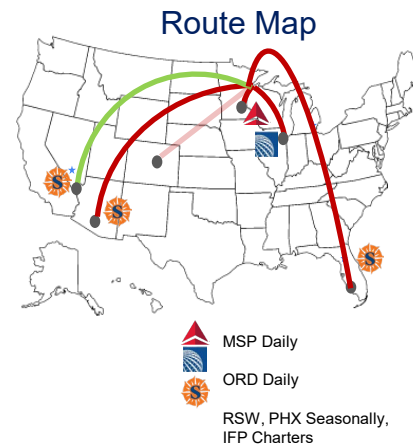 Route Map
S
S
S
MSP Daily
ORD Daily
S
RSW, PHX Seasonally,
IFP Charters